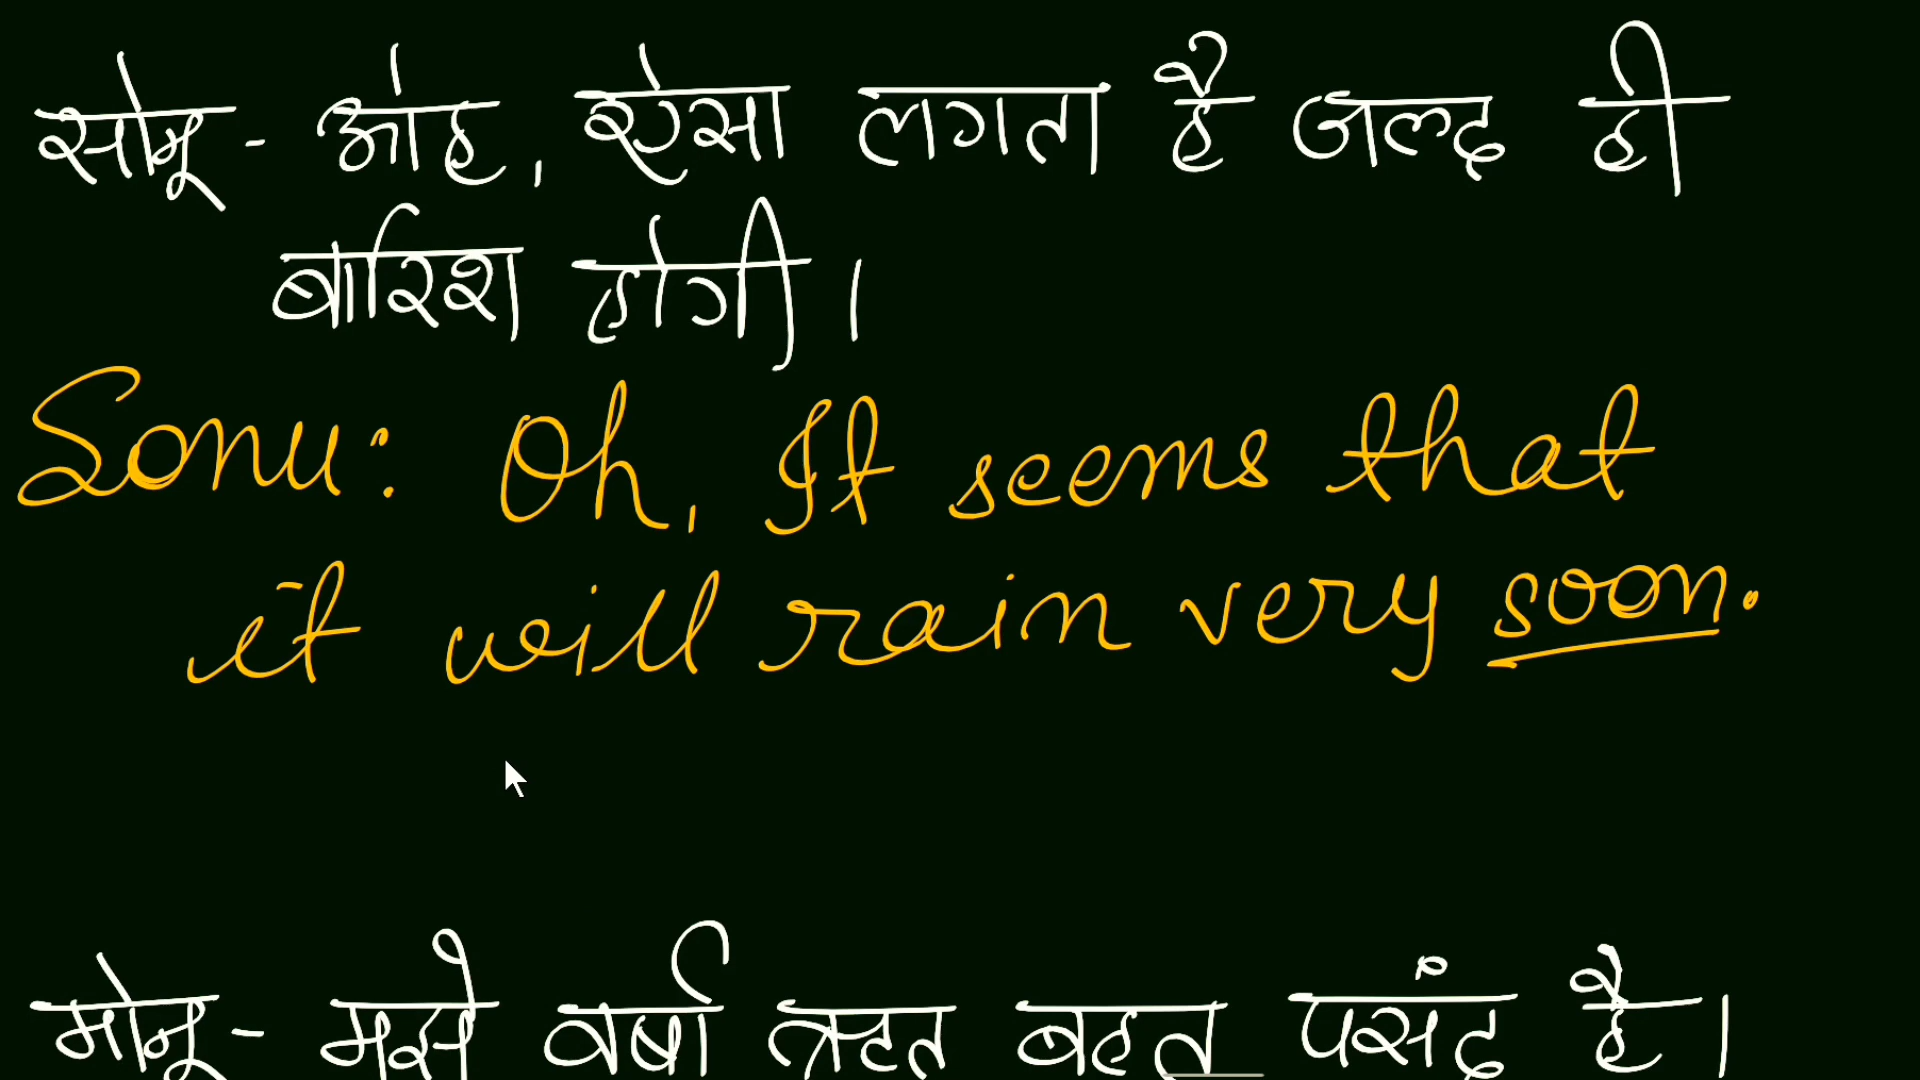 सोनू - ओह, ऐसा लगता है जल्द ही
बारिश होगी।
Sonu: Oh, It seems that
it will rain very soon.
मोनू - मुझे वर्षा ऋतु बहुत पसंद है।